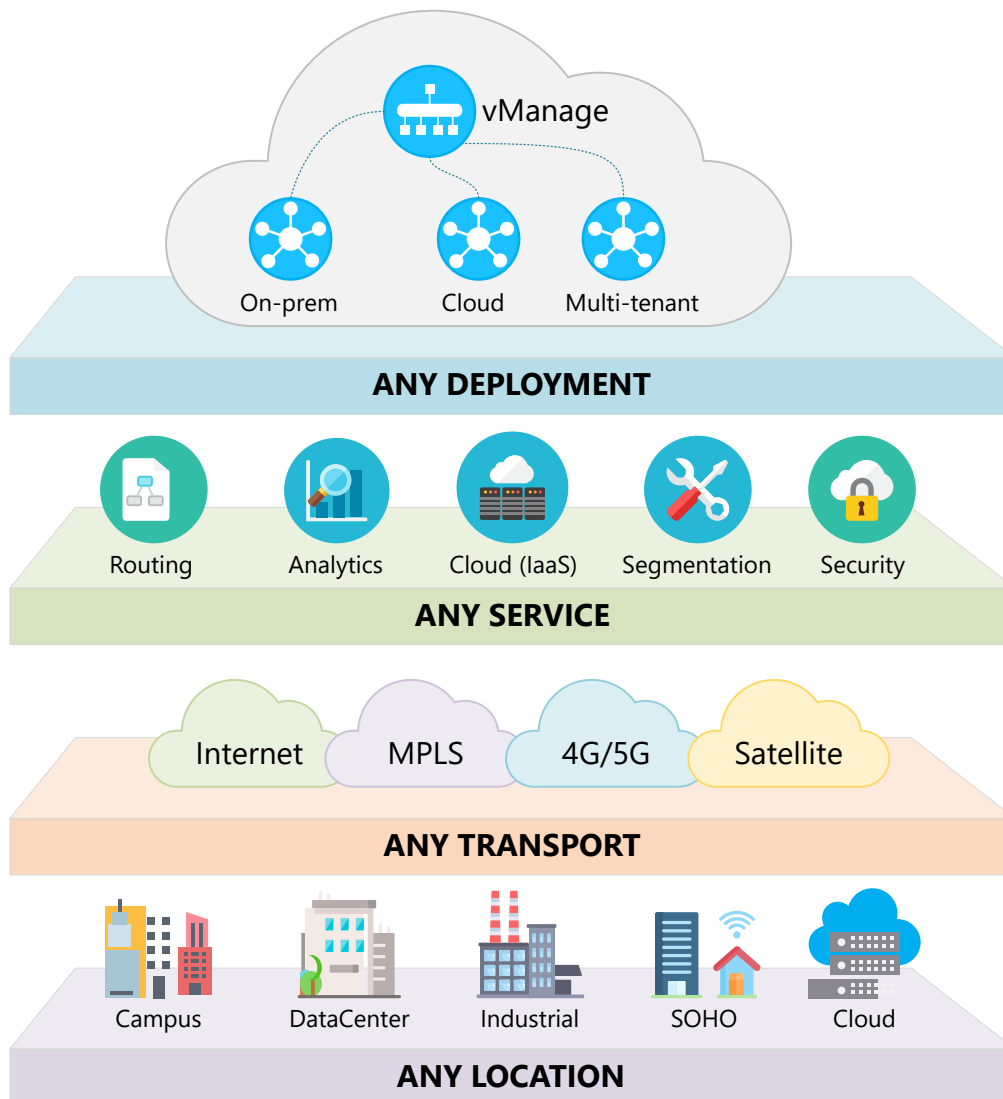 vManage
On-prem
Cloud
Multi-tenant
ANY DEPLOYMENT
Routing
Analytics
Cloud (IaaS)
Segmentation
Security
ANY SERVICE
Internet
MPLS
4G/5G
Satellite
ANY TRANSPORT
Campus
DataCenter
Industrial
SOHO
Cloud
ANY LOCATION